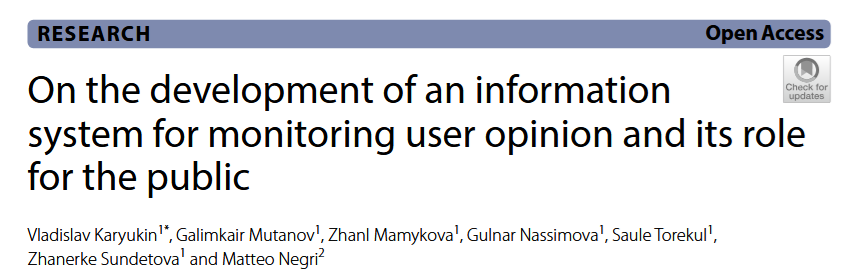 RESEARCH
Open Access
On the development of an information
system for monitoring user opinion and its role
for the public
Check for
updates
Vladislav Karyukin1*, Galimkair Mutanov1, Zhanl Mamykova1, Gulnar Nassimova1, Saule Torekul1,
Zhanerke Sundetova1 and Matteo Negri2